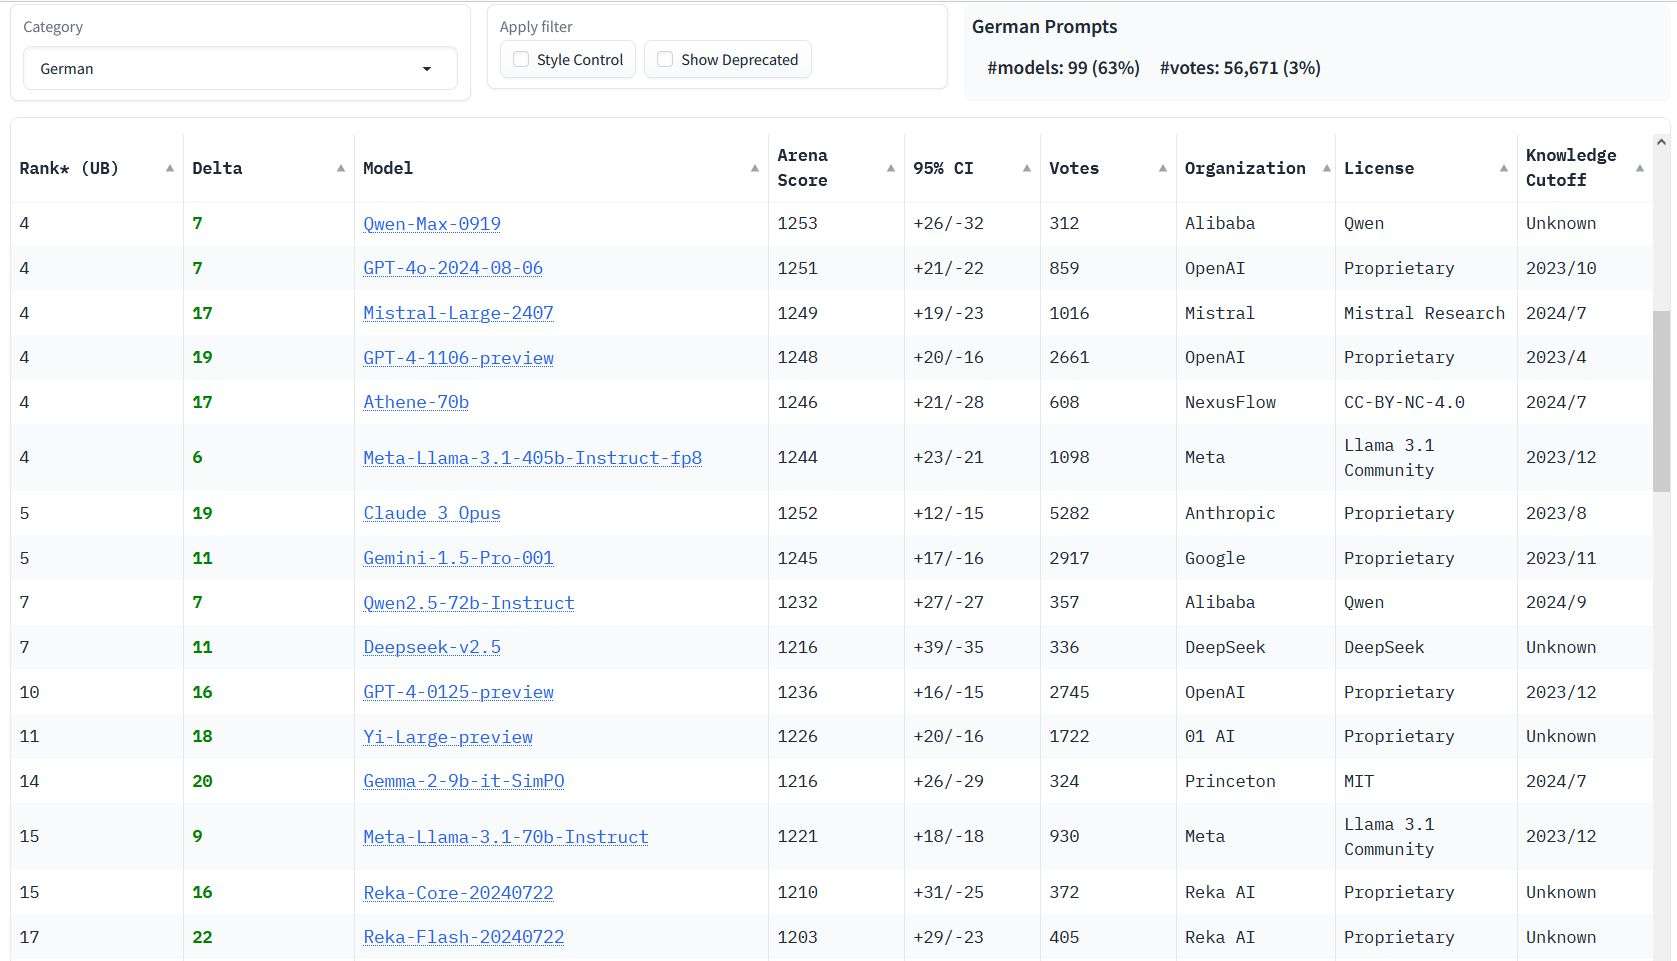 Category
German
Apply filter
Style Control Show Deprecated
German Prompts
#models: 99 (63%) #votes: 56,671 (3%)
Rank* (UB) Delta Model Arena Score 95% CI Votes Organization License Knowledge Cutoff
4 7 Qwen-Max-0919 1253 +26/-32 312 Alibaba Qwen Unknown
4 7 GPT-4o-2024-08-06 1251 +21/-22 859 OpenAI Proprietary 2023/10
4 17 Mistral-Large-2407 1249 +19/-23 1016 Mistral Mistral Research 2024/7
4 19 GPT-4-1106-preview 1248 +20/-16 2661 OpenAI Proprietary 2023/4
4 17 Athene-70b 1246 +21/-28 608 NexusFlow CC-BY-NC-4.0 2024/7
4 6 Meta-Llama-3.1-405b-Instruct-fp8 1244 +23/-21 1098 Meta Llama 3.1 Community 2023/12
5 19 Claude 3 Opus 1252 +12/-15 5282 Anthropic Proprietary 2023/8
5 11 Gemini-1.5-Pro-001 1245 +17/-16 2917 Google Proprietary 2023/11
7 7 Qwen2.5-72b-Instruct 1232 +27/-27 357 Alibaba Qwen 2024/9
7 11 Deepseek-v2.5 1216 +39/-35 336 DeepSeek DeepSeek Unknown
10 16 GPT-4-0125-preview 1236 +16/-15 2745 OpenAI Proprietary 2023/12
11 18 Yi-Large-preview 1226 +20/-16 1722 01 AI Proprietary Unknown
14 20 Gemma-2-9b-it-SimPO 1216 +26/-29 324 Princeton MIT 2024/7
15 9 Meta-Llama-3.1-70b-Instruct 1221 +18/-18 930 Meta Llama 3.1 Community 2023/12
15 16 Reka-Core-20240722 1210 +31/-25 372 Reka AI Proprietary Unknown
17 22 Reka-Flash-20240722 1203 +29/-23 405 Reka AI Proprietary Unknown